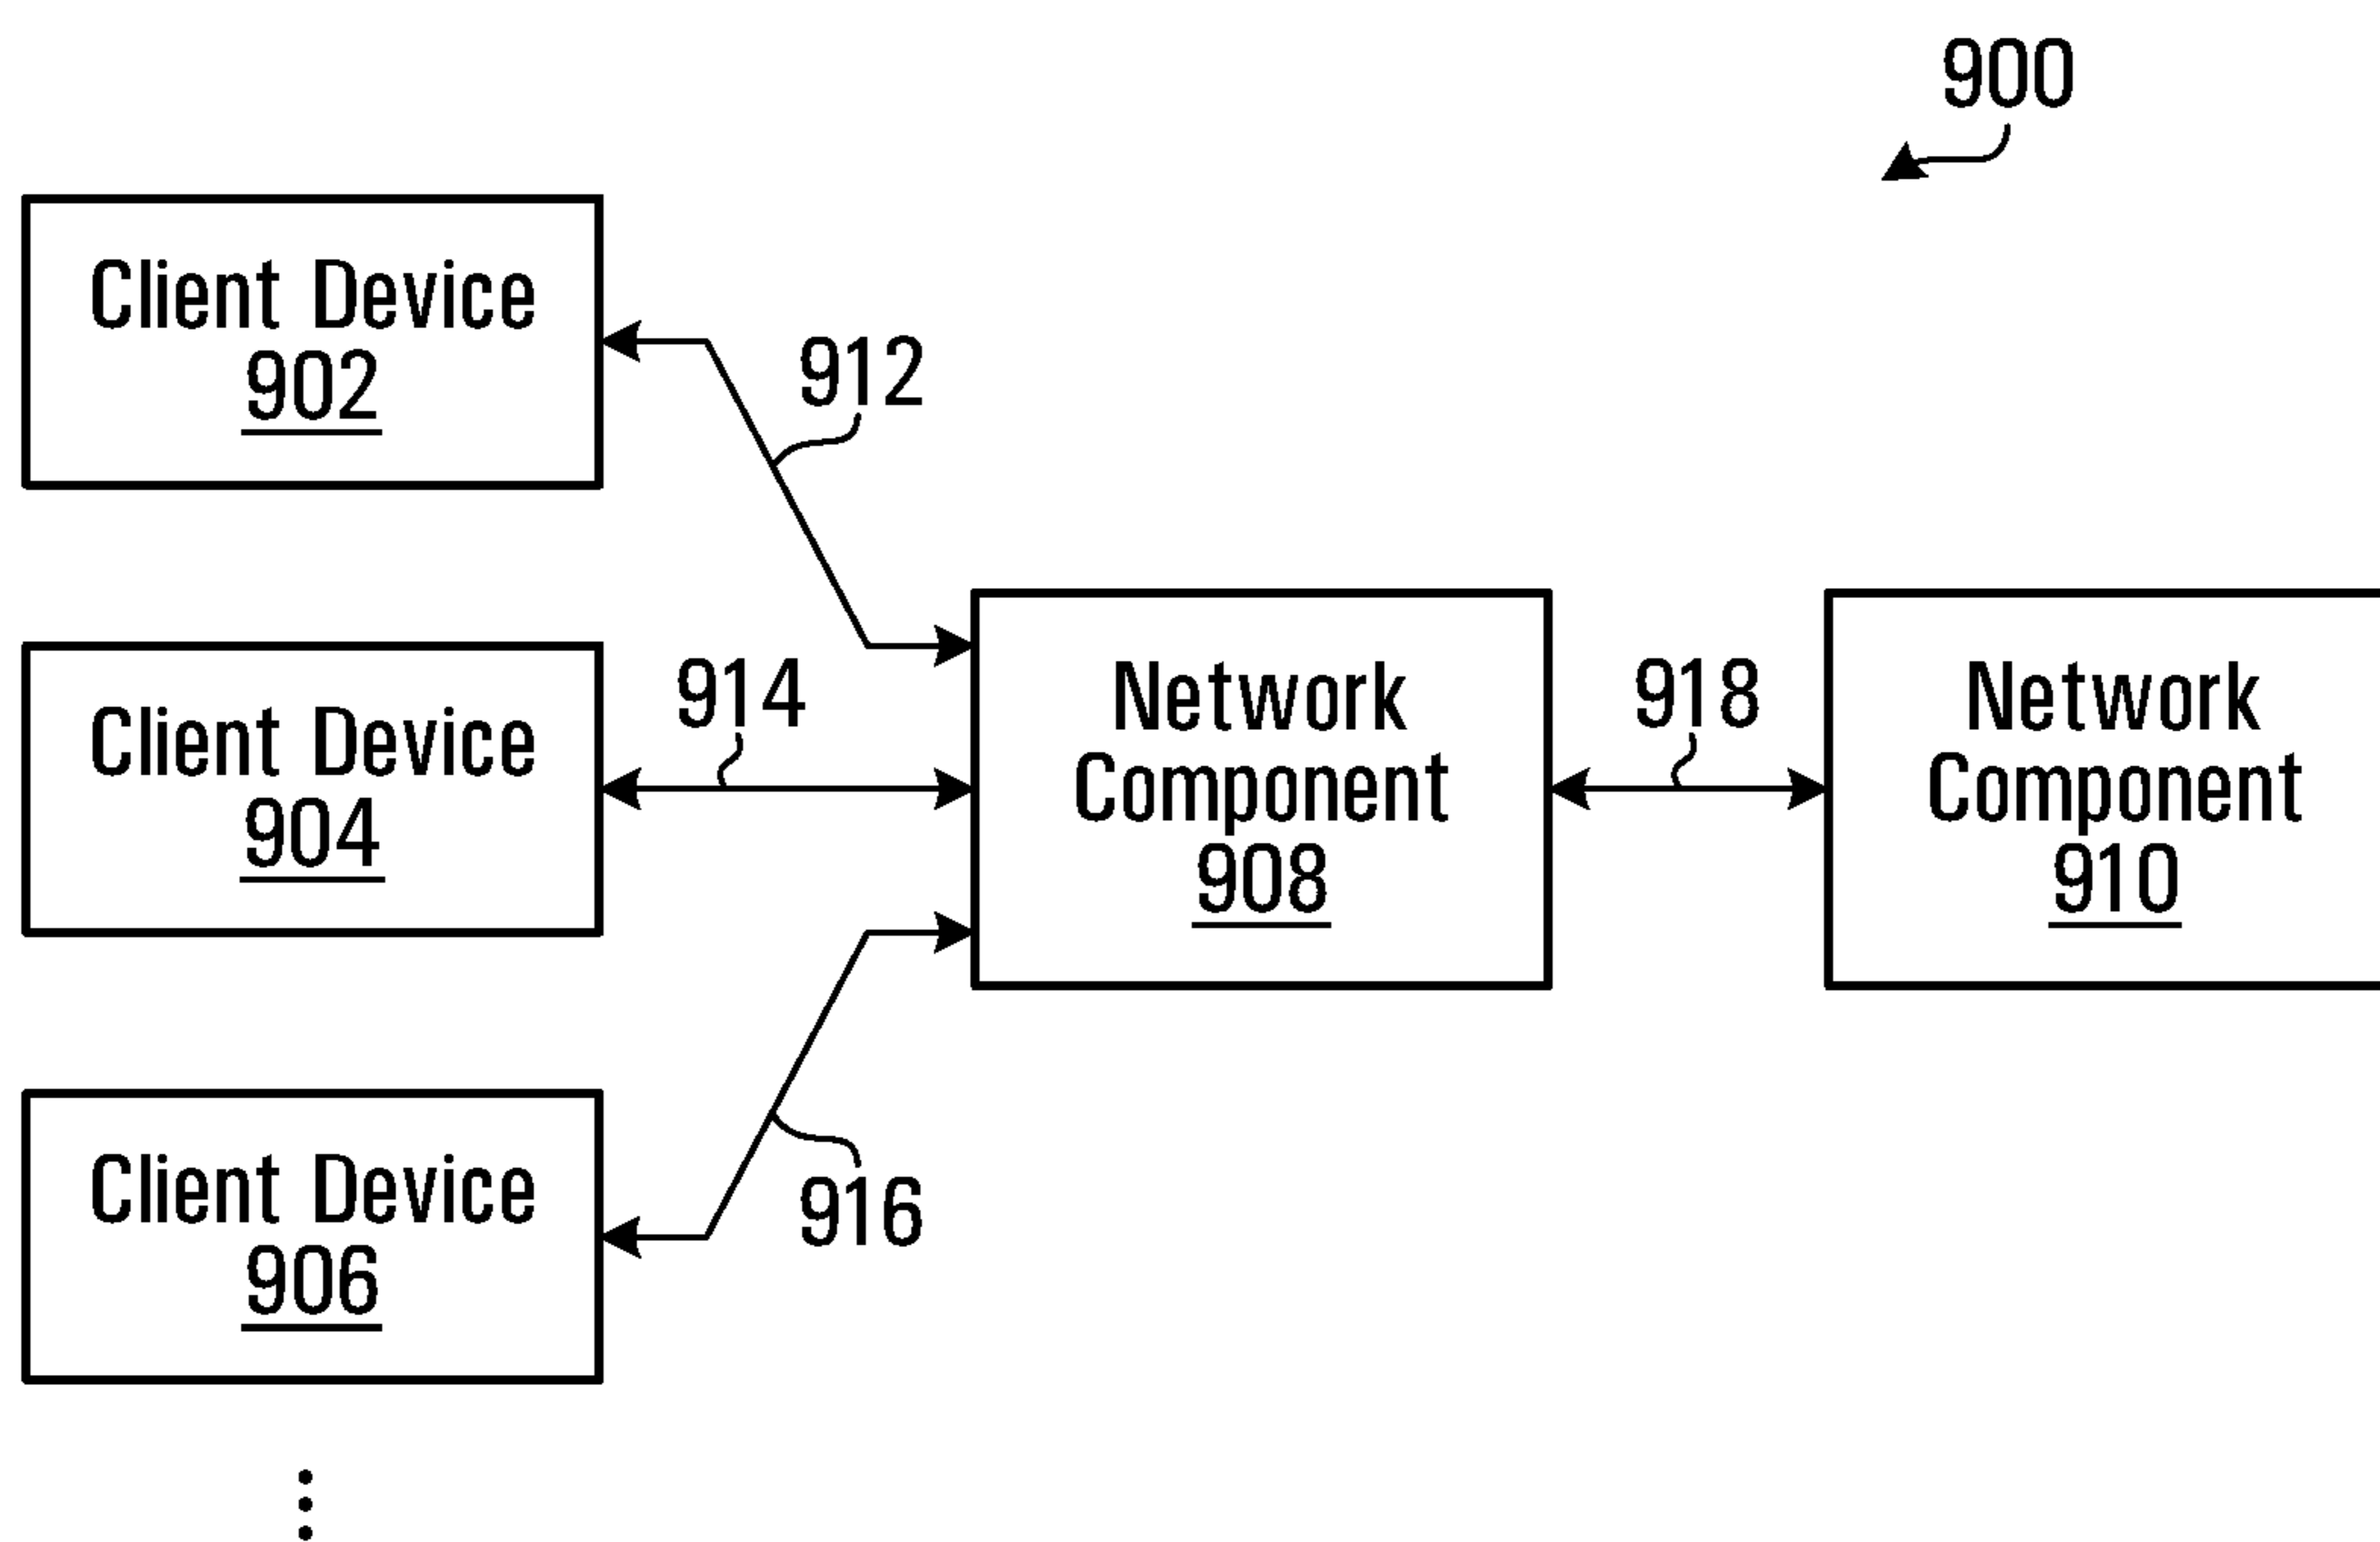 900
Client Device
902
912
Client Device
904
914
Network
Component
908
918
Network
Component
910
Client Device
906
916